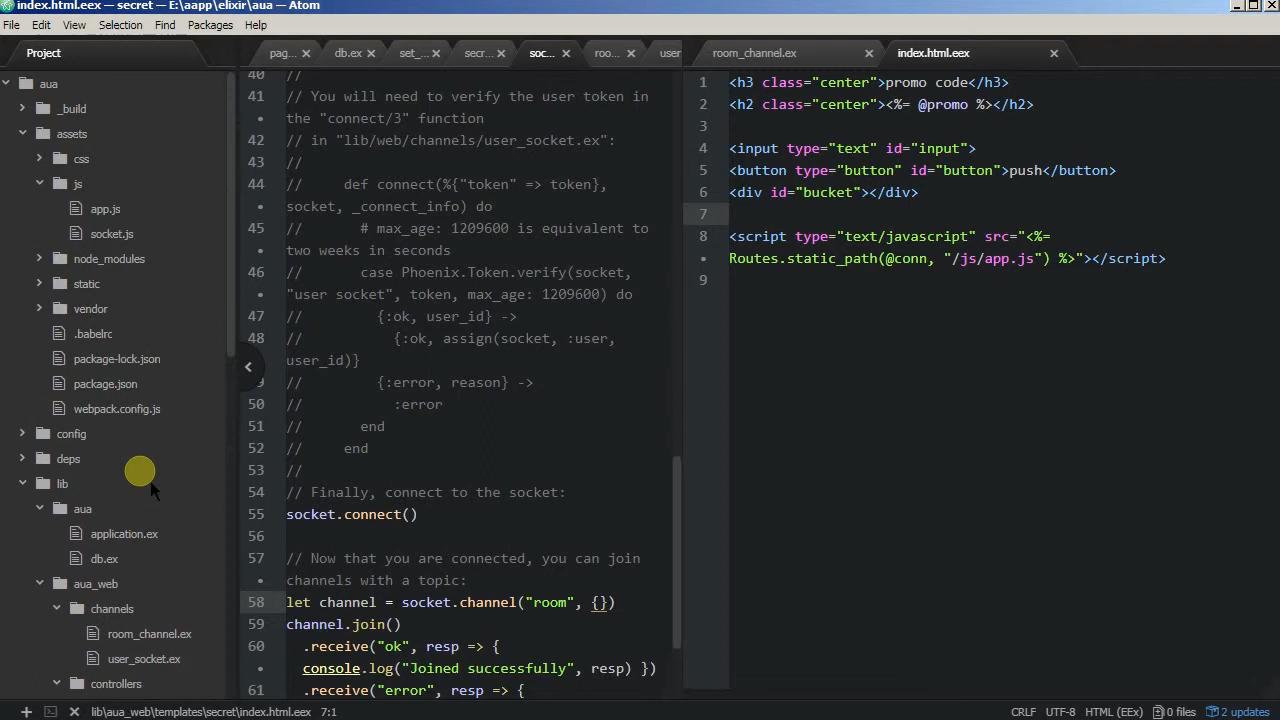 index.html.eex — secret — E:\aapp\elixir\aua — Atom
File Edit View Selection Find Packages Help
Project
aua
_build
assets
css
js
app.js
socket.js
node_modules
static
vendor
.babelrc
package-lock.json
package.json
webpack.config.js
config
deps
lib
aua
application.ex
db.ex
aua_web
channels
room_channel.ex
user_socket.ex
controllers
pag... db.ex set_... secr... soc... roo... user
40 //
41 // You will need to verify the user token in
• the "connect/3" function
42 // in "lib/web/channels/user_socket.ex":
43 //
44 //     def connect(%{"token" => token},
• socket, _connect_info) do
45 //       # max_age: 1209600 is equivalent to
• two weeks in seconds
46 //       case Phoenix.Token.verify(socket,
• "user socket", token, max_age: 1209600) do
47 //         {:ok, user_id} ->
48 //           {:ok, assign(socket, :user,
user_id)}
9 //         {:error, reason} ->
50 //           :error
51 //       end
52 //     end
53 //
54 // Finally, connect to the socket:
55 socket.connect()
56
57 // Now that you are connected, you can join
• channels with a topic:
58 let channel = socket.channel("room", {})
59 channel.join()
60   .receive("ok", resp => {
• console.log("Joined successfully", resp) })
61   .receive("error", resp => {
room_channel.ex index.html.eex
1 <h3 class="center">promo code</h3>
2 <h2 class="center"><%= @promo %></h2>
3
4 <input type="text" id="input">
5 <button type="button" id="button">push</button>
6 <div id="bucket"></div>
7
8 <script type="text/javascript" src="<%=
• Routes.static_path(@conn, "/js/app.js") %>"></script>
9
lib\aua_web\templates\secret\index.html.eex 7:1 CRLF UTF-8 HTML (EEx) 0 files 2 updates